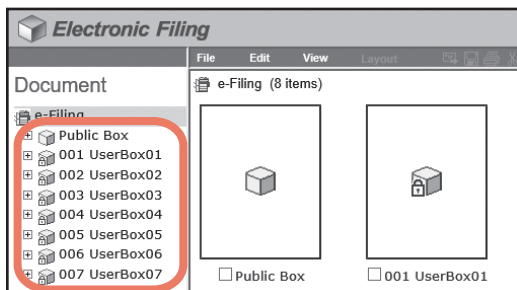 Electronic Filing
File Edit View Layout
Document
e-Filing (8 items)
e-Filing
Public Box
001 UserBox01
002 UserBox02
003 UserBox03
004 UserBox04
005 UserBox05
006 UserBox06
007 UserBox07
Public Box 001 UserBox01